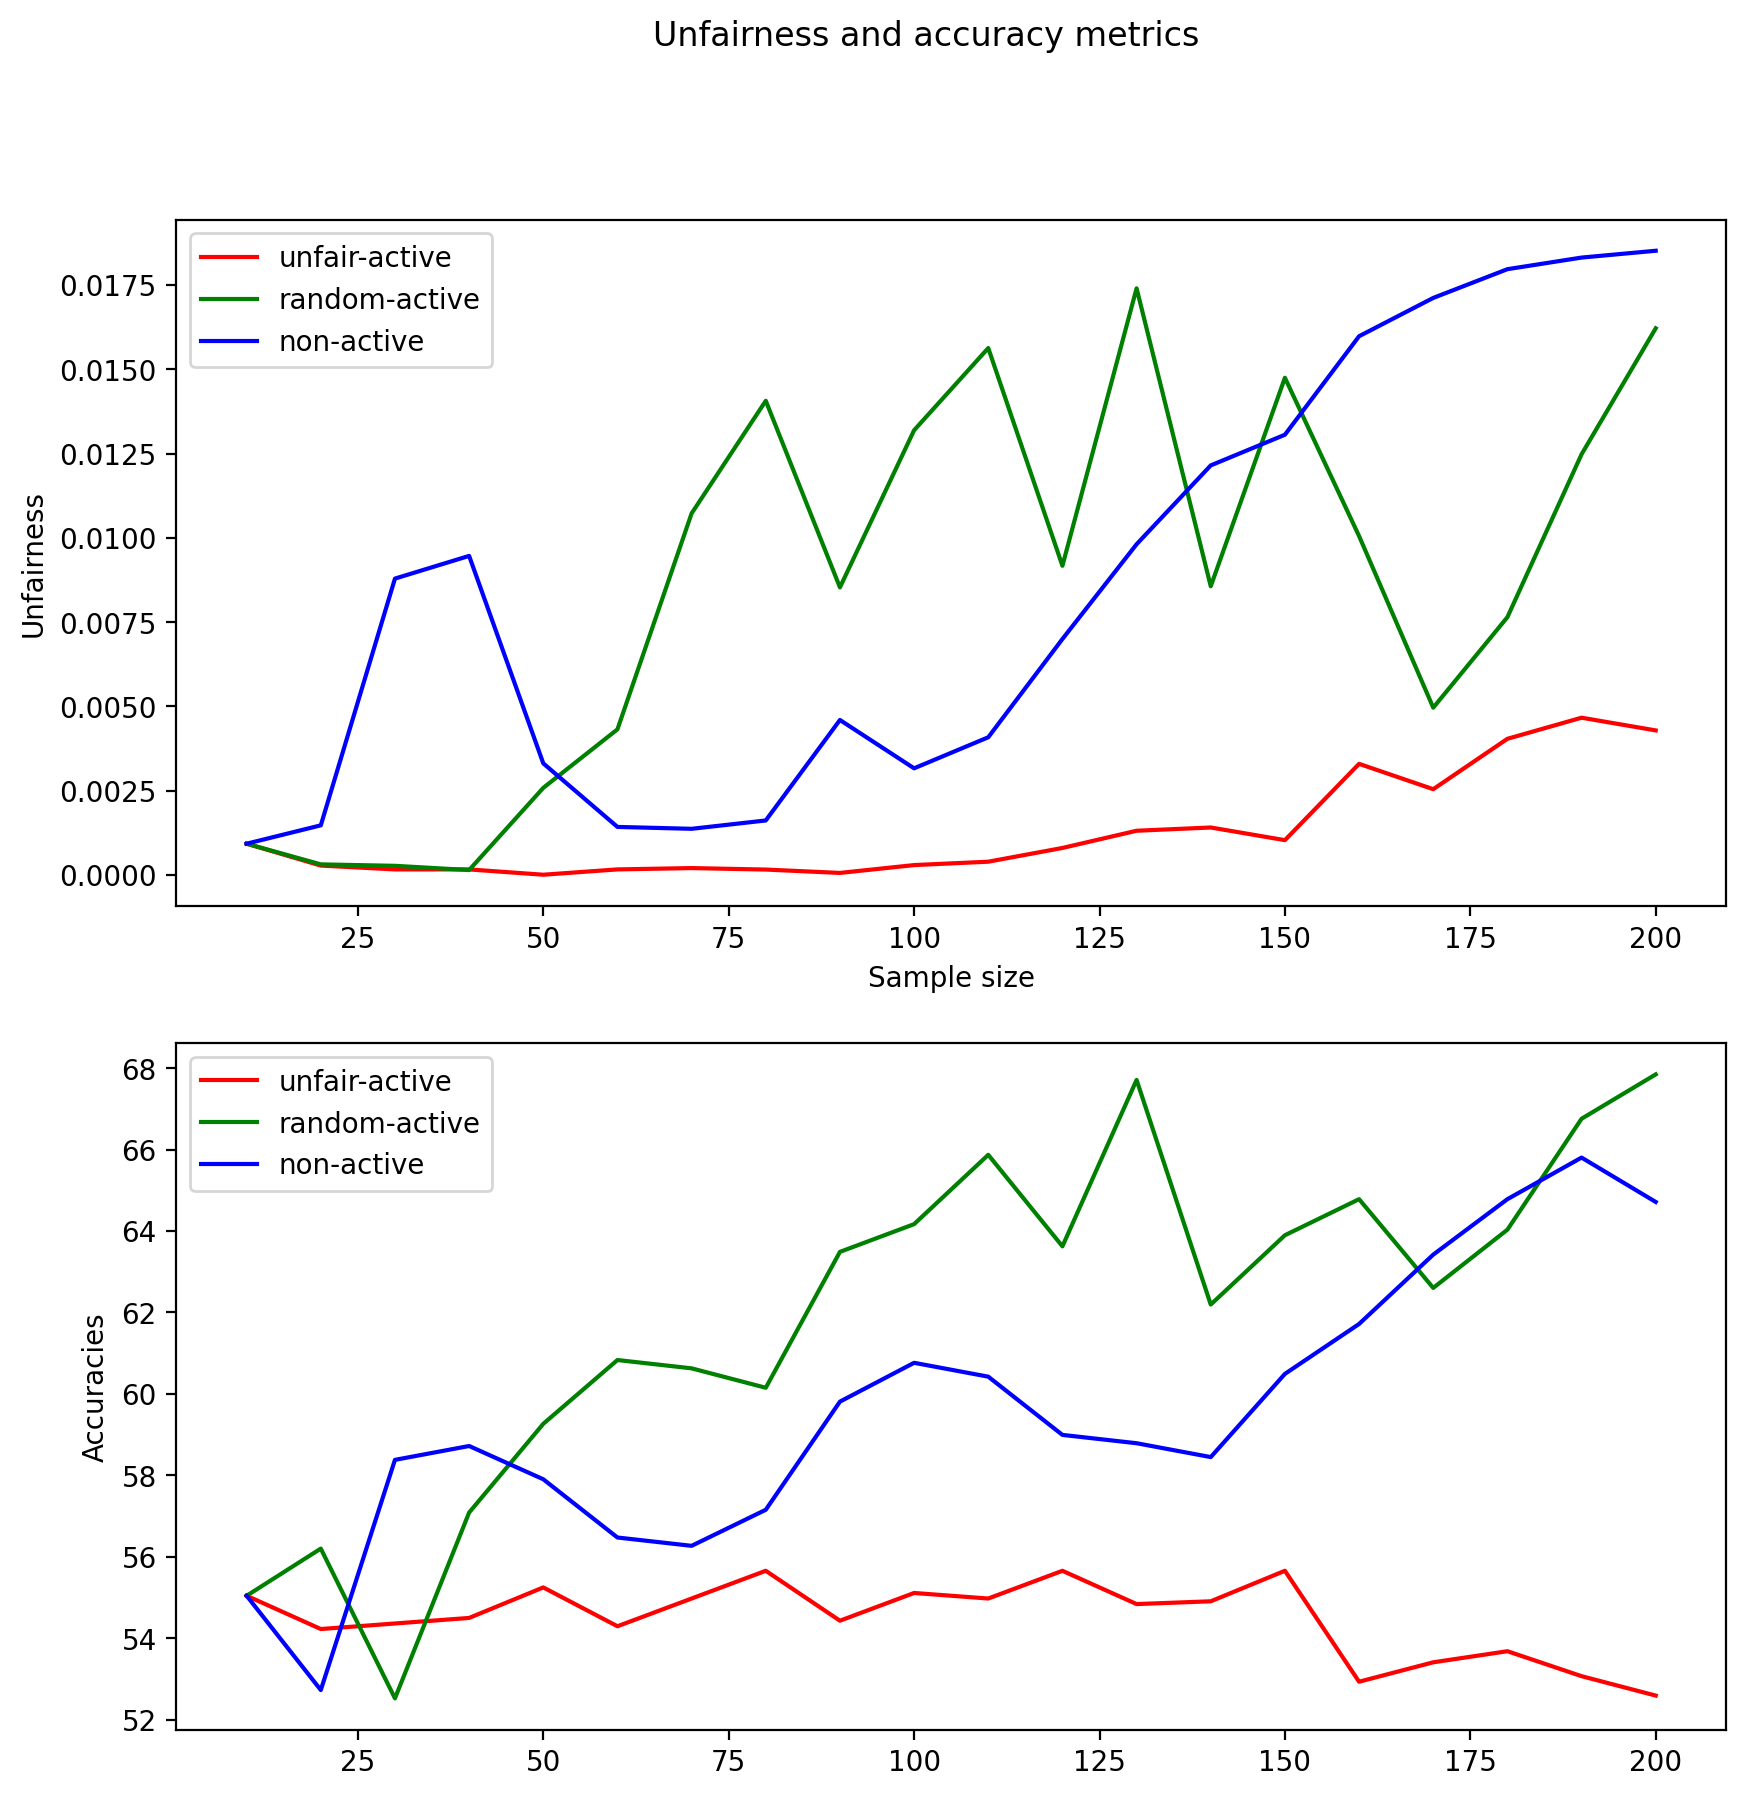 Unfairness and accuracy metrics
unfair-active
random-active
non-active
0.0175
0.0150
0.0125
0.0100
0.0075
0.0050
0.0025
0.0000
Unfairness
25 50 75 100 125 150 175 200
Sample size
unfair-active
random-active
non-active
68
66
64
62
60
58
56
54
52
Accuracies
25 50 75 100 125 150 175 200